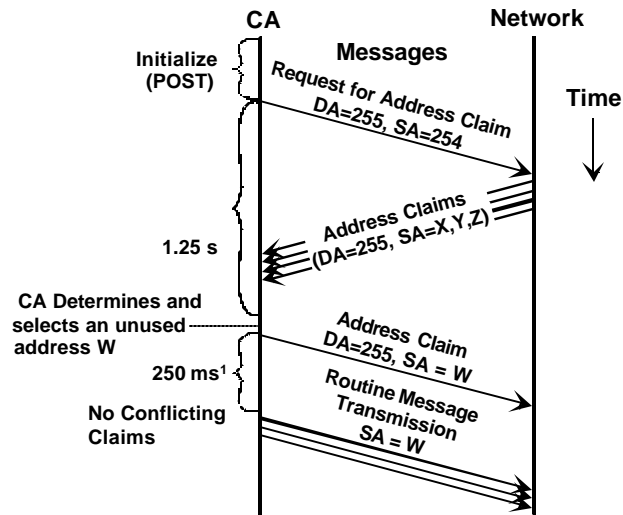 CA
Network
Messages
Initialize
(POST)
Request for Address Claim
DA=255, SA=254
Time
Address Claims
(DA=255, SA=X,Y,Z)
1.25 s
CA Determines and
selects an unused
address W
Address Claim
DA=255, SA = W
250 ms¹
Routine Message
Transmission
SA = W
No Conflicting
Claims